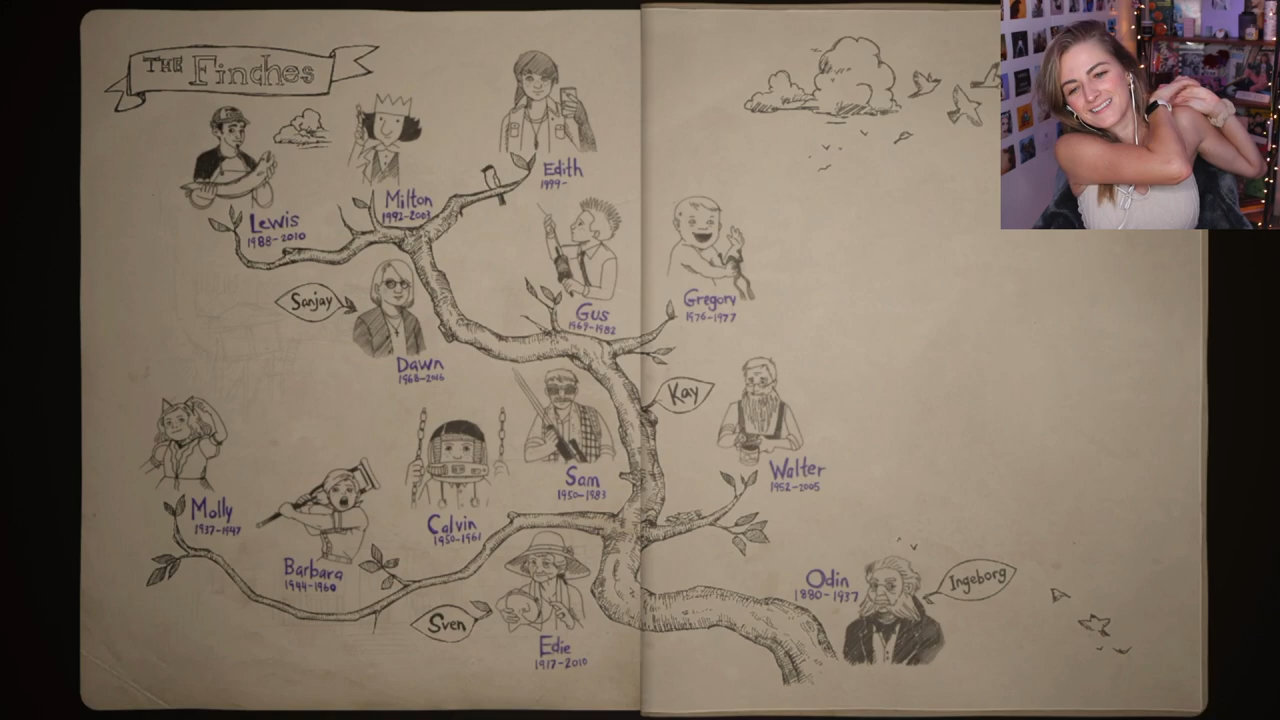 THE Finches
Edith
1999-
Milton
1992-2003
Lewis
1988-2010
Sanjay
Gus
1969-1982
Gregory
1976-1977
Dawn
1968-2016
Kay
Sam
1950-1983
Walter
1952-2005
Molly
1937-1947
Calvin
1950-1961
Barbara
1944-1960
Odin
1880-1937
Ingeborg
Sven
Edie
1917-2010